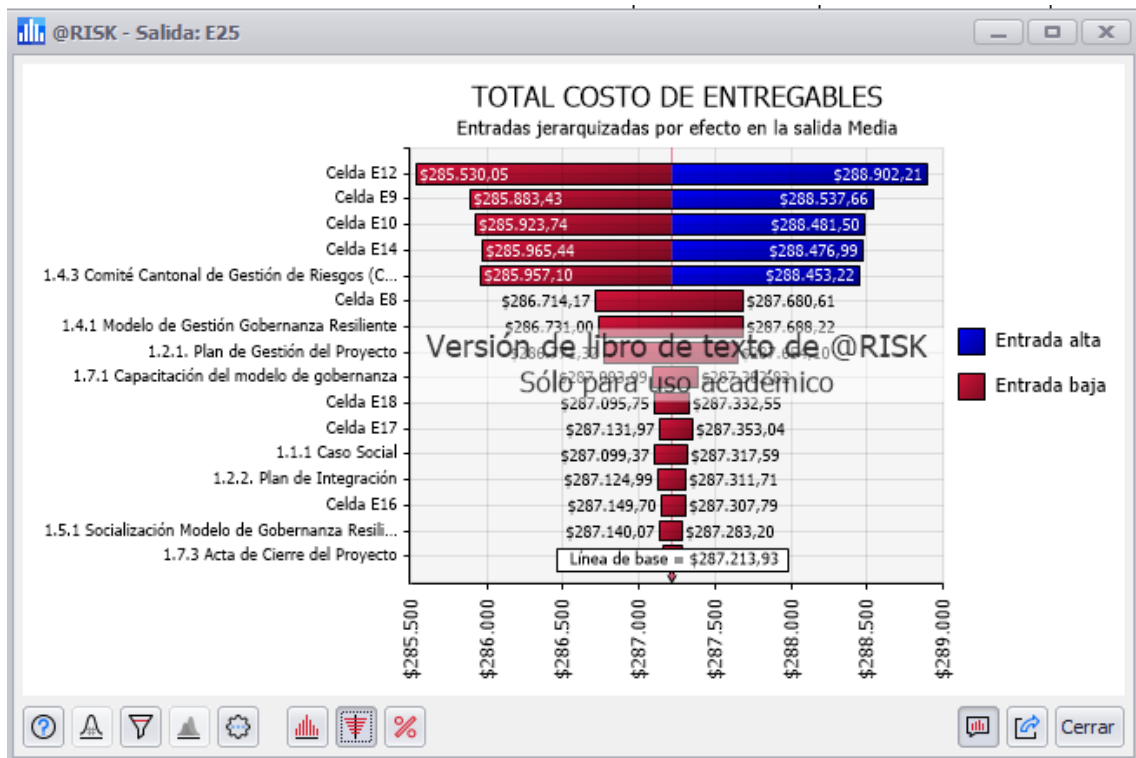 @RISK - Salida: E25
TOTAL COSTO DE ENTREGABLES
Entradas jerarquizadas por efecto en la salida Media
Celda E12 $285.530,05 $288.902,21
Celda E9 $285.883,43 $288.537,66
Celda E10 $285.923,74 $288.481,50
Celda E14 $285.965,44 $288.476,99
1.4.3 Comité Cantonal de Gestión de Riesgos (C... $285.957,10 $288.453,22
Celda E8 $286.714,17 $287.680,61
1.4.1 Modelo de Gestión Gobernanza Resiliente $286.731,00 $287.688,22
1.2.1. Plan de Gestión del Proyecto
Versión de libro de texto de @RISK
1.7.1 Capacitación del modelo de gobernanza
Sólo para uso académico
Celda E18 $287.095,75 $287.332,55
Celda E17 $287.131,97 $287.353,04
1.1.1 Caso Social $287.099,37 $287.317,59
1.2.2. Plan de Integración $287.124,99 $287.311,71
Celda E16 $287.149,70 $287.307,79
1.5.1 Socialización Modelo de Gobernanza Resili... $287.140,07 $287.283,20
1.7.3 Acta de Cierre del Proyecto
Línea de base = $287.213,93
Entrada alta
Entrada baja
$285.500
$286.000
$286.500
$287.000
$287.500
$288.000
$288.500
$289.000
Cerrar